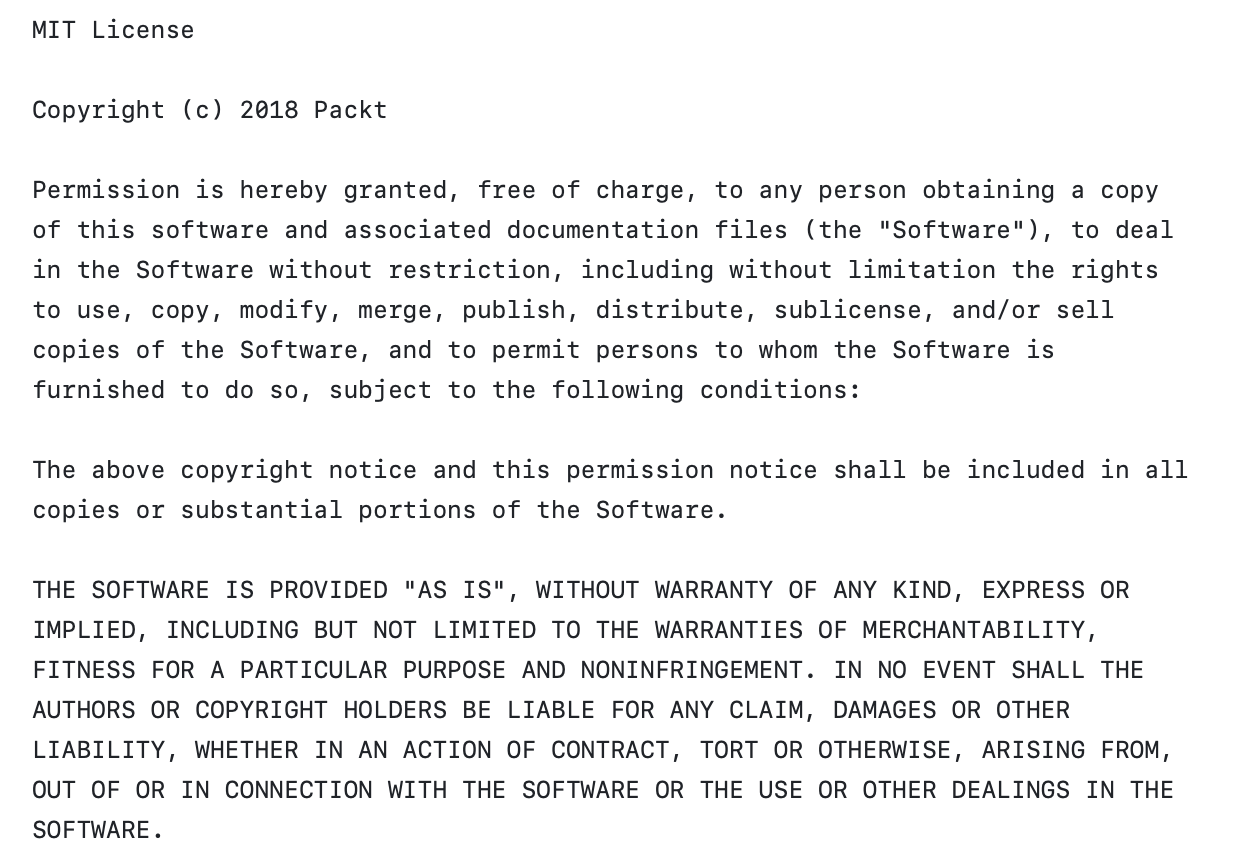 MIT License
Copyright (c) 2018 Packt
Permission is hereby granted, free of charge, to any person obtaining a copy
of this software and associated documentation files (the "Software"), to deal
in the Software without restriction, including without limitation the rights
to use, copy, modify, merge, publish, distribute, sublicense, and/or sell
copies of the Software, and to permit persons to whom the Software is
furnished to do so, subject to the following conditions:
The above copyright notice and this permission notice shall be included in all
copies or substantial portions of the Software.
THE SOFTWARE IS PROVIDED "AS IS", WITHOUT WARRANTY OF ANY KIND, EXPRESS OR
IMPLIED, INCLUDING BUT NOT LIMITED TO THE WARRANTIES OF MERCHANTABILITY,
FITNESS FOR A PARTICULAR PURPOSE AND NONINFRINGEMENT. IN NO EVENT SHALL THE
AUTHORS OR COPYRIGHT HOLDERS BE LIABLE FOR ANY CLAIM, DAMAGES OR OTHER
LIABILITY, WHETHER IN AN ACTION OF CONTRACT, TORT OR OTHERWISE, ARISING FROM,
OUT OF OR IN CONNECTION WITH THE SOFTWARE OR THE USE OR OTHER DEALINGS IN THE
SOFTWARE.